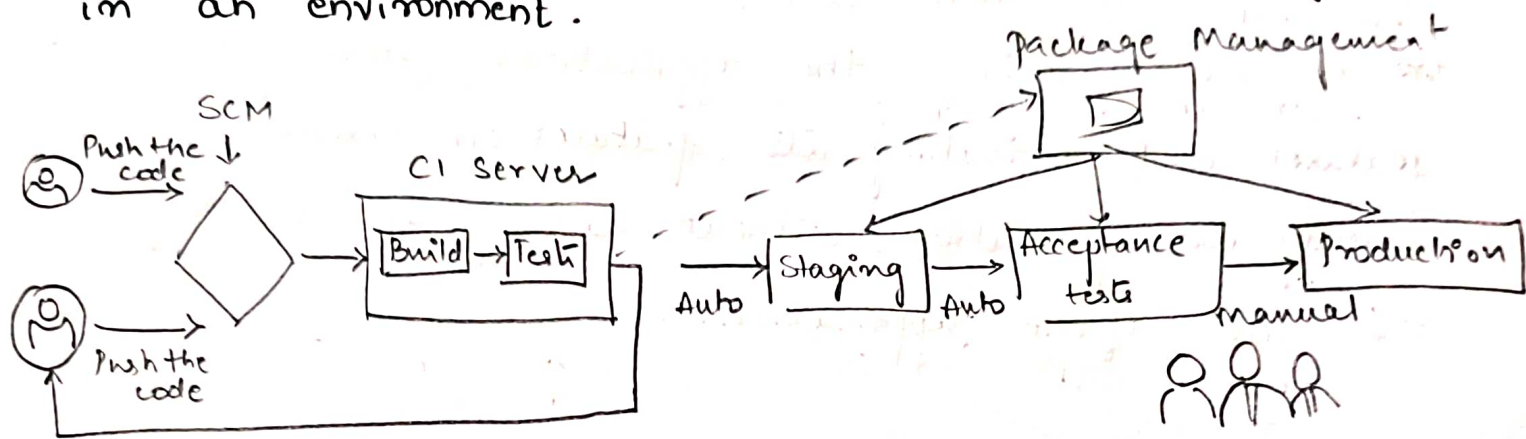 in an environment.
Package Management
SCM
Push the
code
CI Server
Build
Tests
Push the
code
Auto
Staging
Auto
Acceptance
tests
manual
Production